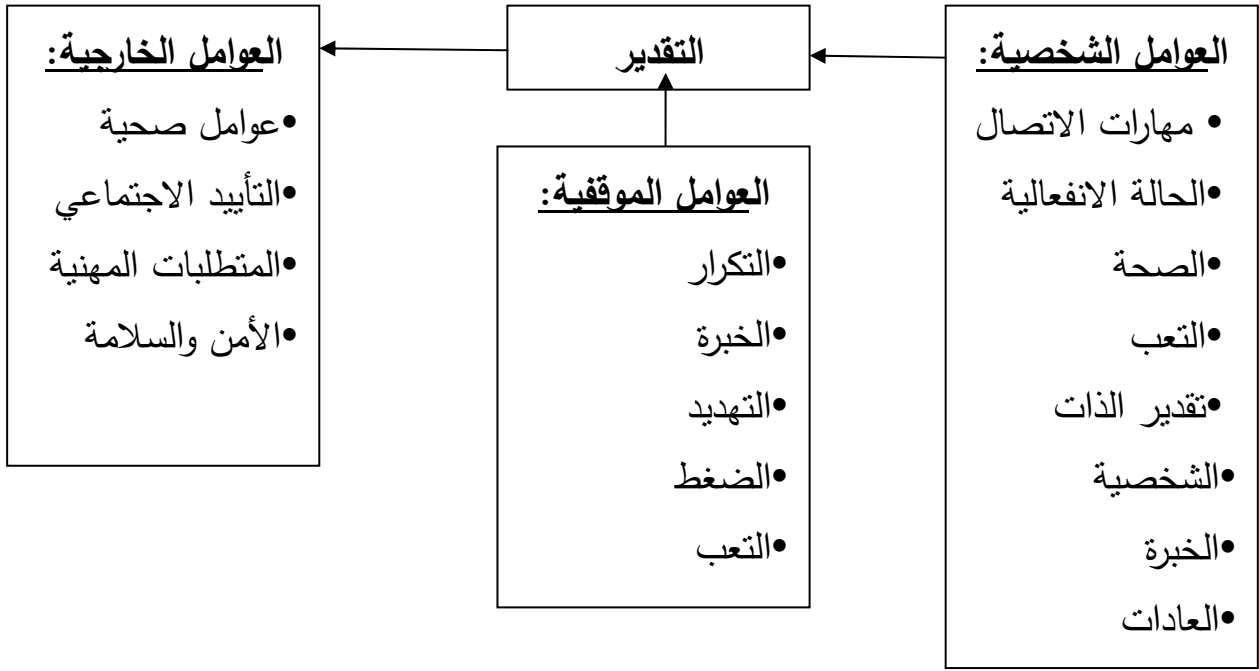 العوامل الشخصية:
• مهارات الاتصال
•الحالة الانفعالية
•الصحة
•التعب
•تقدير الذات
•الشخصية
•الخبرة
•العادات
التقدير
العوامل الموقفية:
•التكرار
•الخبرة
•التهديد
•الضغط
•التعب
العوامل الخارجية:
•عوامل صحية
•التأييد الاجتماعي
•المتطلبات المهنية
•الأمن والسلامة